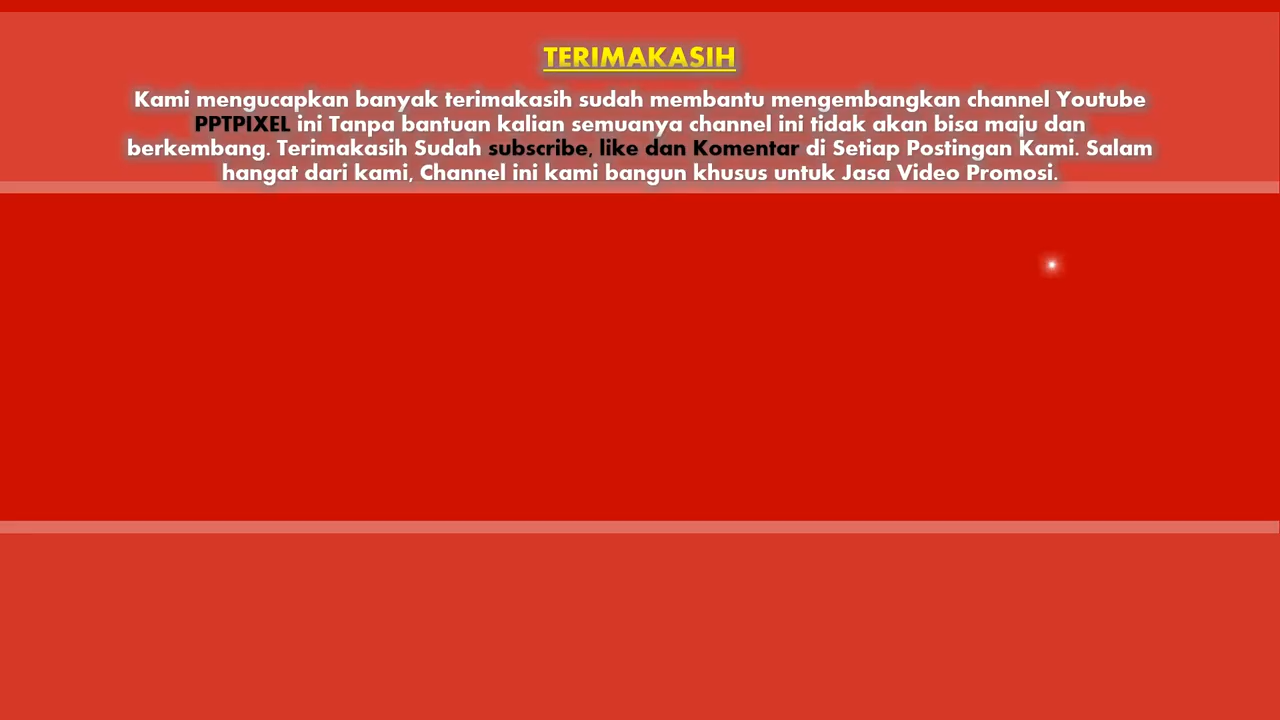 TERIMAKASIH
Kami mengucapkan banyak terimakasih sudah membantu mengembangkan channel Youtube
PPTPIXEL ini Tanpa bantuan kalian semuanya channel ini tidak akan bisa maju dan
berkembang. Terimakasih Sudah subscribe, like dan Komentar di Setiap Postingan Kami. Salam
hangat dari kami, Channel ini kami bangun khusus untuk Jasa Video Promosi.